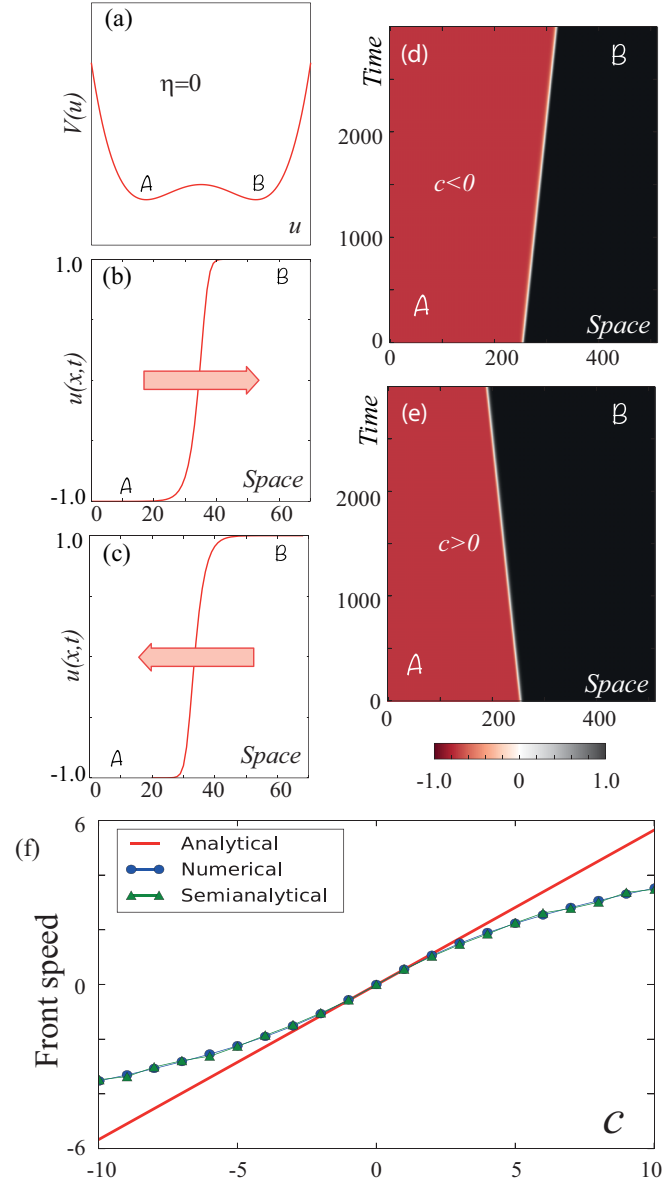 (a)
η=0
V(u)
A
B
u
(b)
1.0
B
u(x,t)
A
Space
-1.0
0
20
40
60
(c)
1.0
B
u(x,t)
A
Space
-1.0
0
20
40
60
(d)
B
Time
2000
c<0
1000
A
Space
0
0
200
400
(e)
B
Time
2000
c>0
1000
A
Space
0
0
200
400
-1.0
0
1.0
(f)
6
Analytical
Numerical
Semianalytical
Front speed
0
-6
c
-10
-5
0
5
10